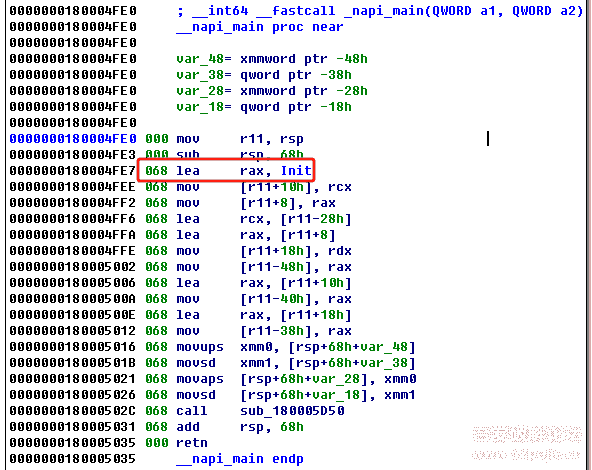 0000000180004FE0 ; __int64 __fastcall _napi_main(QWORD a1, QWORD a2)
0000000180004FE0 __napi_main proc near
0000000180004FE0
0000000180004FE0 var_48= xmmword ptr -48h
0000000180004FE0 var_38= qword ptr -38h
0000000180004FE0 var_28= xmmword ptr -28h
0000000180004FE0 var_18= qword ptr -18h
0000000180004FE0
0000000180004FE0 000 mov r11, rsp
0000000180004FE3 000 sub rsp, 68h
0000000180004FE7 068 lea rax, Init
0000000180004FEE 068 mov [r11+10h], rcx
0000000180004FF2 068 mov [r11+8], rax
0000000180004FF6 068 lea rcx, [r11-28h]
0000000180004FFA 068 lea rax, [r11+8]
0000000180004FFE 068 mov [r11+18h], rdx
0000000180005002 068 mov [r11-48h], rax
0000000180005006 068 lea rax, [r11+10h]
000000018000500A 068 mov [r11-40h], rax
000000018000500E 068 lea rax, [r11+18h]
0000000180005012 068 mov [r11-38h], rax
0000000180005016 068 movups xmm0, [rsp+68h+var_48]
000000018000501B 068 movsd xmm1, [rsp+68h+var_38]
0000000180005021 068 movaps [rsp+68h+var_28], xmm0
0000000180005026 068 movsd [rsp+68h+var_18], xmm1
000000018000502C 068 call sub_180005D50
0000000180005031 068 add rsp, 68h
0000000180005035 000 retn
0000000180005035 __napi_main endp